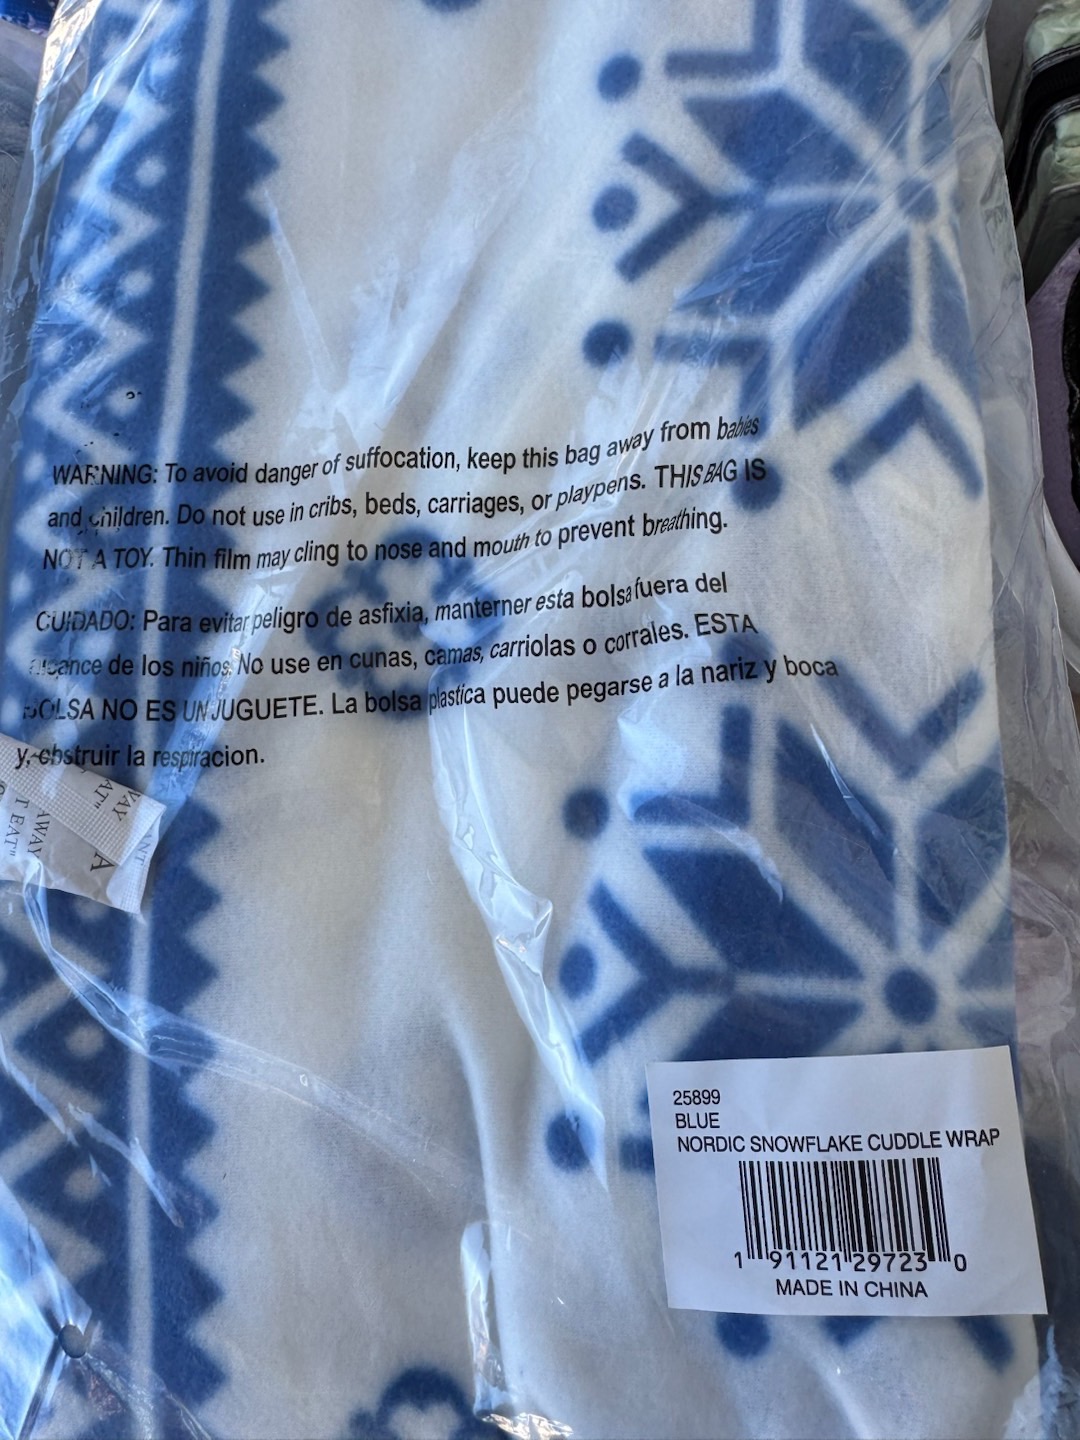 WARNING: To avoid danger of suffocation, keep this bag away from babies
and children. Do not use in cribs, beds, carriages, or playpens. THIS BAG IS
NOT A TOY. Thin film may cling to nose and mouth to prevent breathing.
CUIDADO: Para evitar peligro de asfixia, manterner esta bolsa fuera del
alcance de los niños. No use en cunas, camas, carriolas o corrales. ESTA
BOLSA NO ES UN JUGUETE. La bolsa plastica puede pegarse a la nariz y boca
y, obstruir la respiracion.
AWAY
EAT"
25899
BLUE
NORDIC SNOWFLAKE CUDDLE WRAP
1 91121 29723 0
MADE IN CHINA